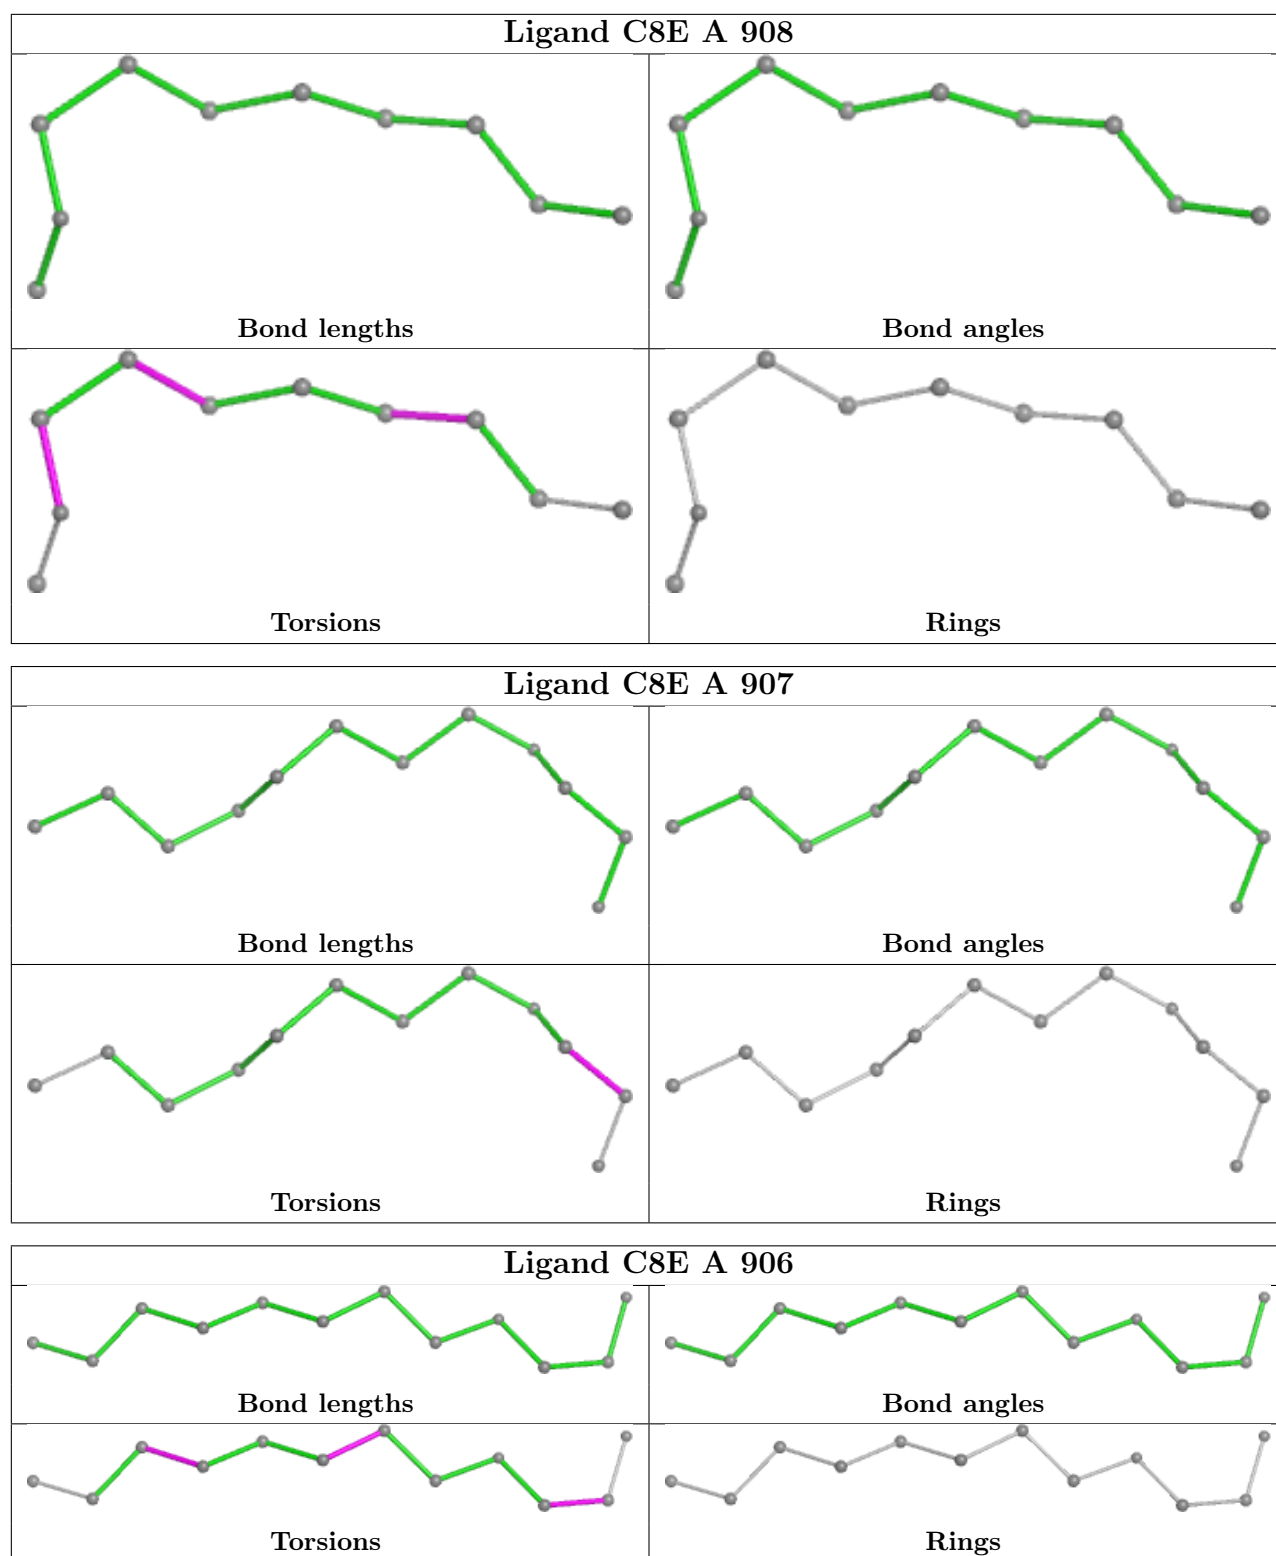 Ligand C8E A 908
Bond lengths Bond angles
Torsions Rings
Ligand C8E A 907
Bond lengths Bond angles
Torsions Rings
Ligand C8E A 906
Bond lengths Bond angles
Torsions Rings